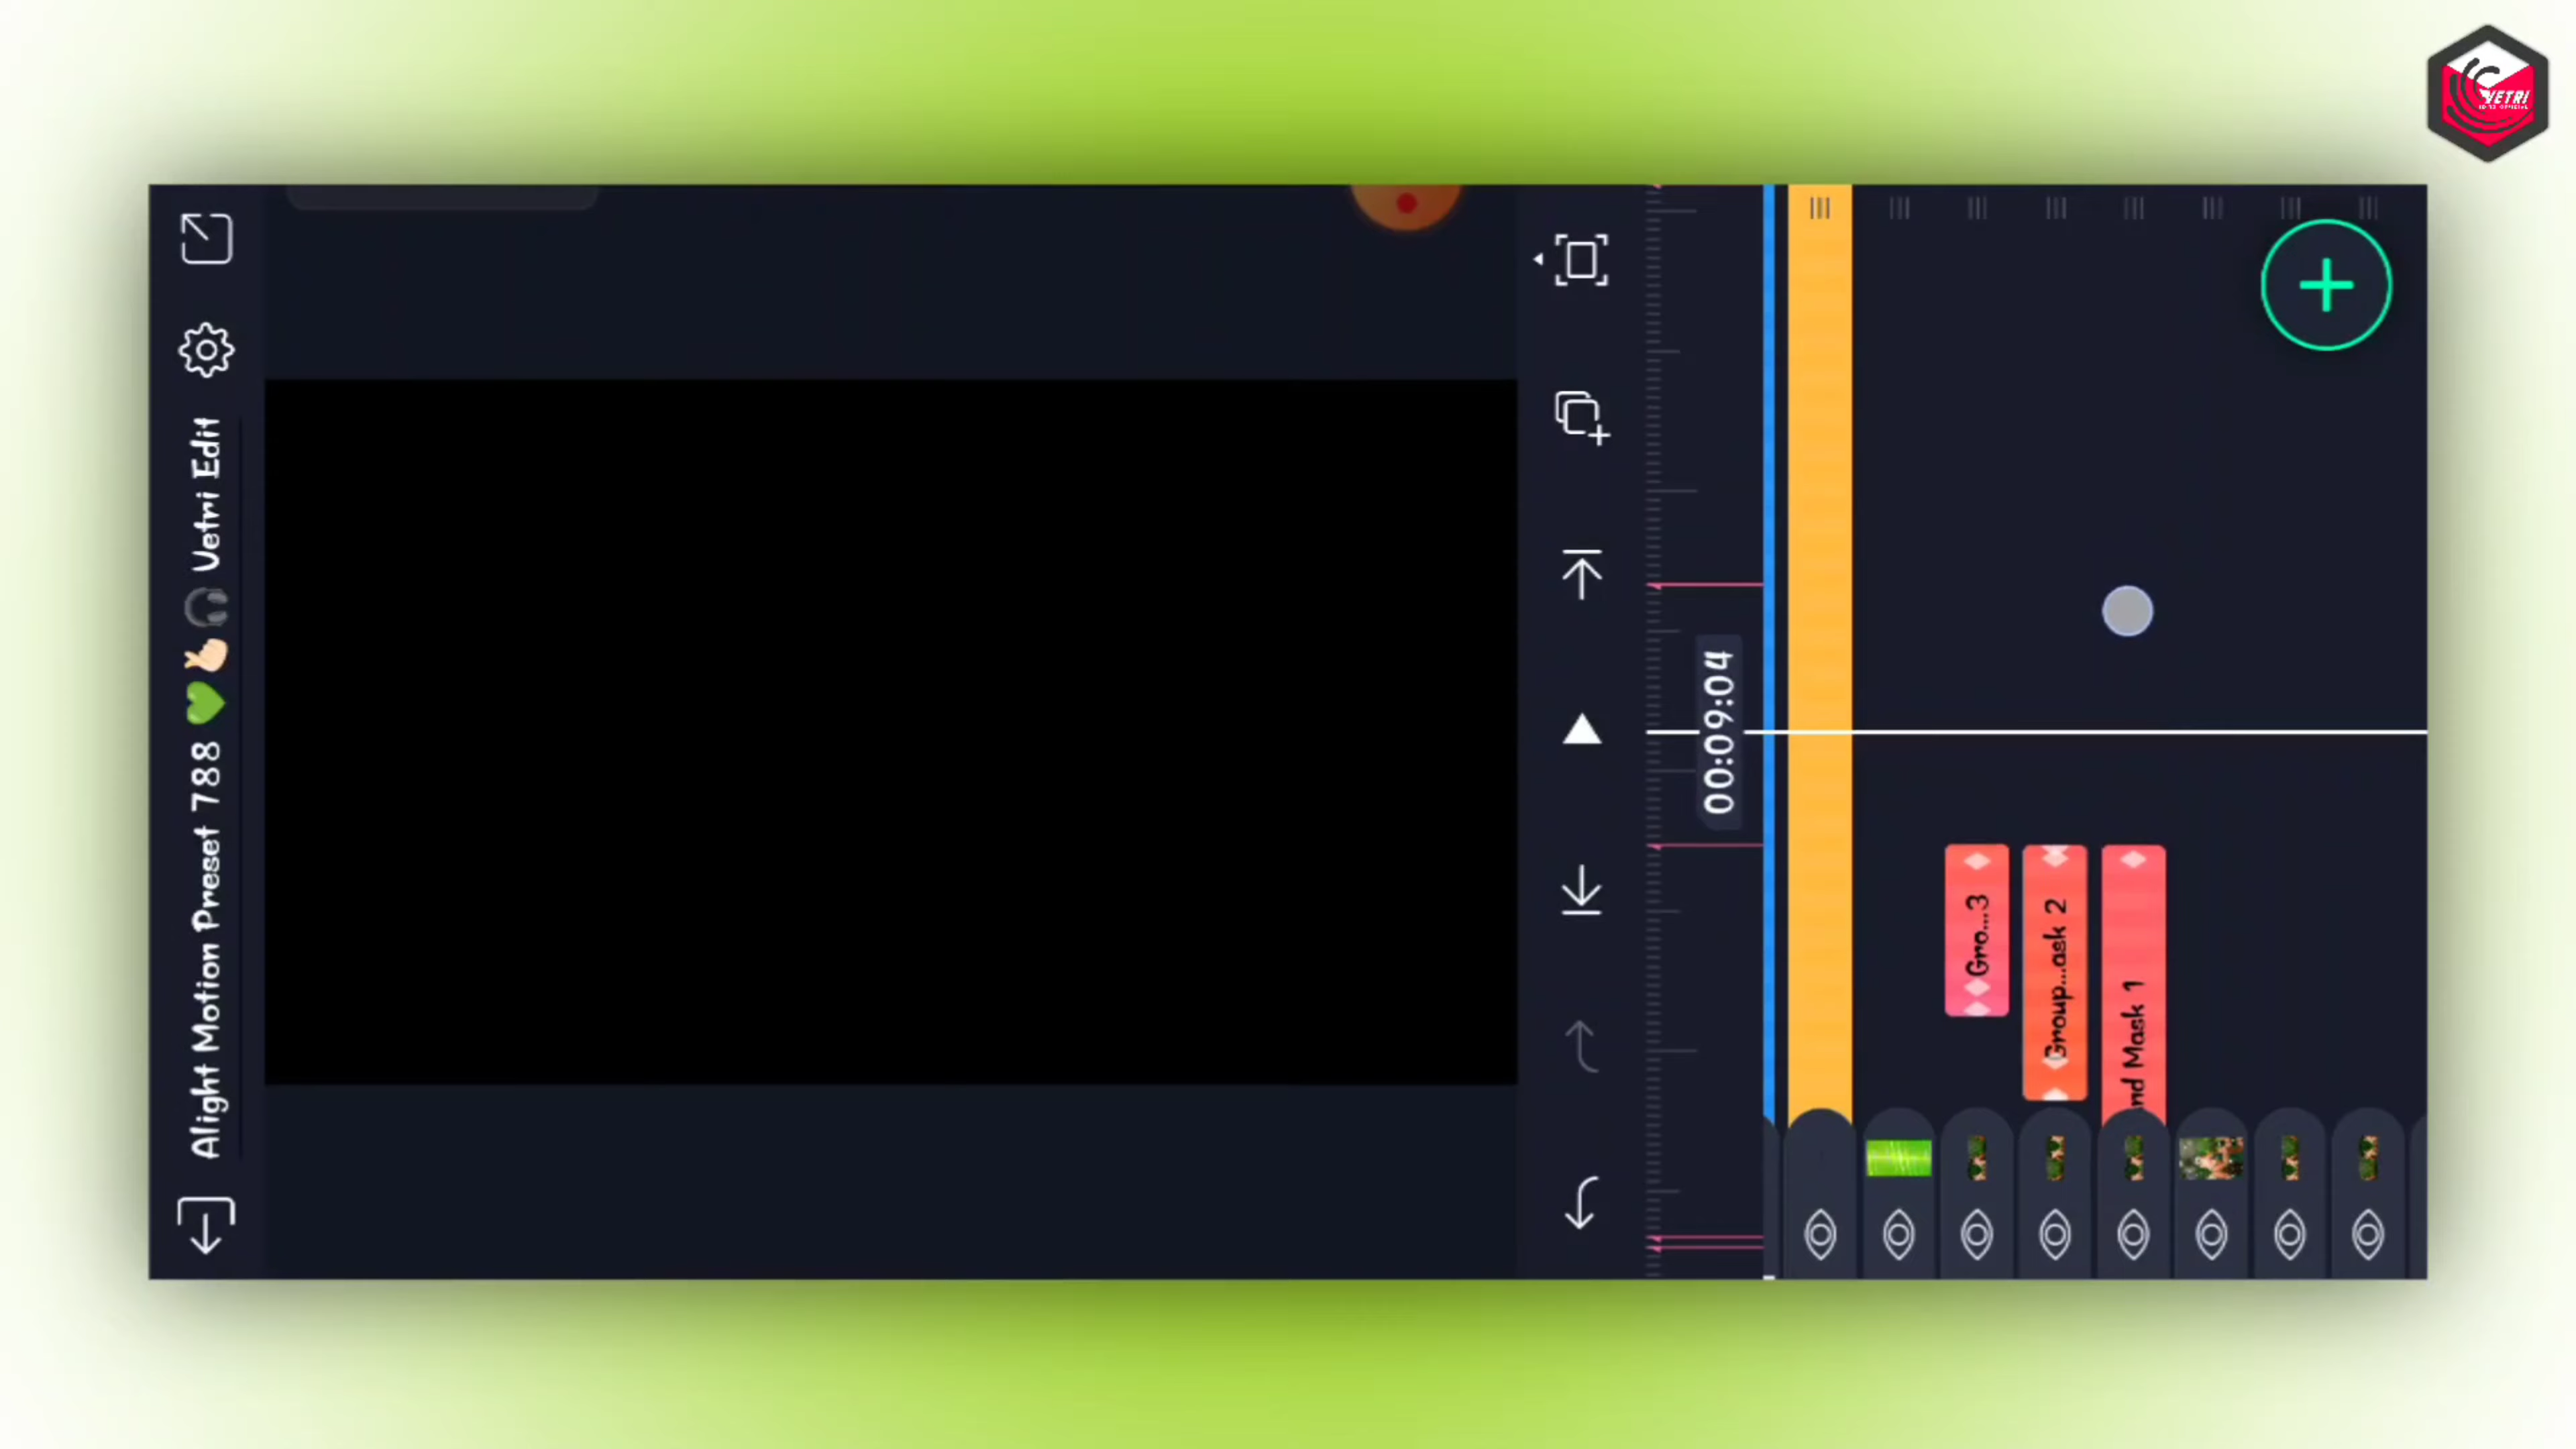 Alight Motion Preset 788 💚🫰🏻🎧 Vetri Edit
00:09:04
Gro...3
Group...ask 2
nd Mask 1
VETRI